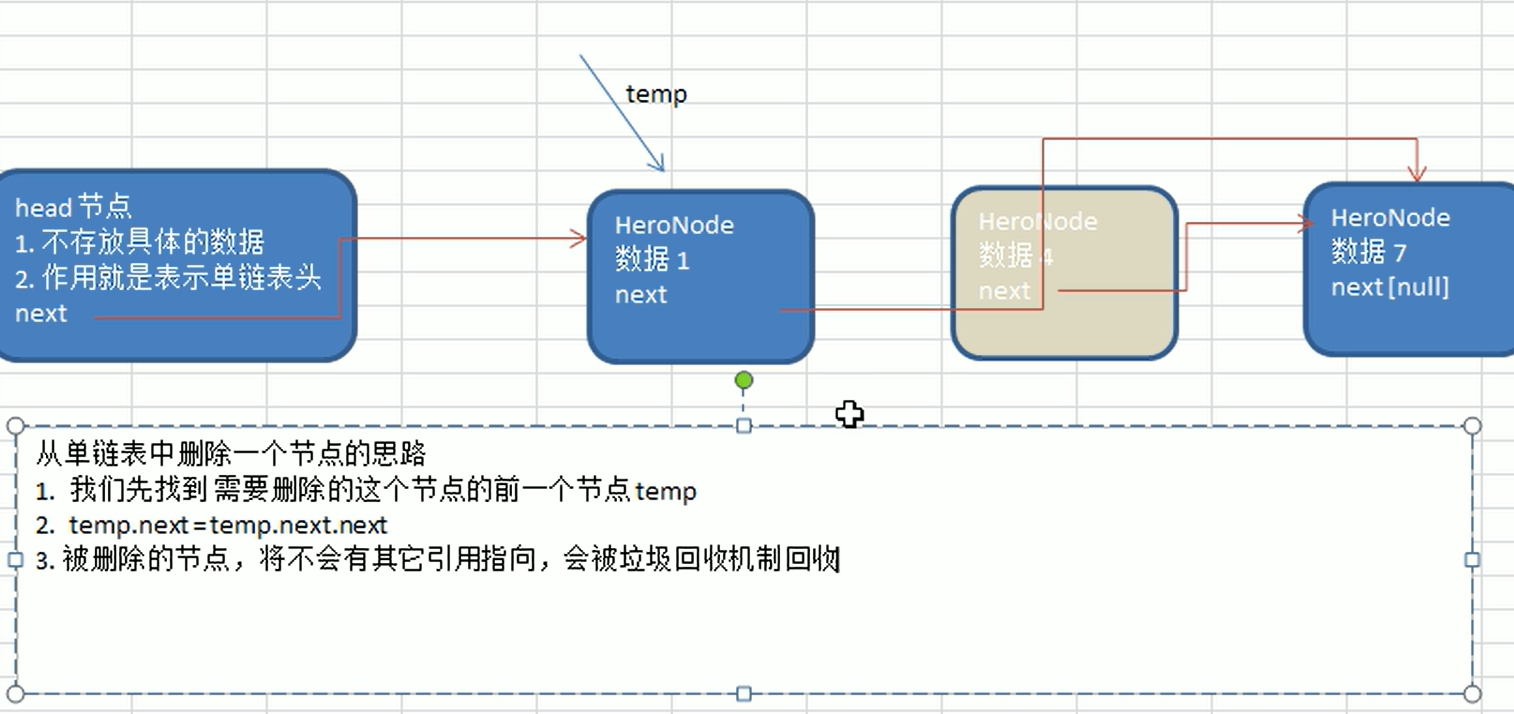 temp
head 节点
1. 不存放具体的数据
2. 作用就是表示单链表头
next
HeroNode
数据 1
next
HeroNode
数据 4
next
HeroNode
数据 7
next [null]
从单链表中删除一个节点的思路
1. 我们先找到 需要删除的这个节点的前一个节点 temp
2. temp.next = temp.next.next
3. 被删除的节点，将不会有其它引用指向，会被垃圾回收机制回收